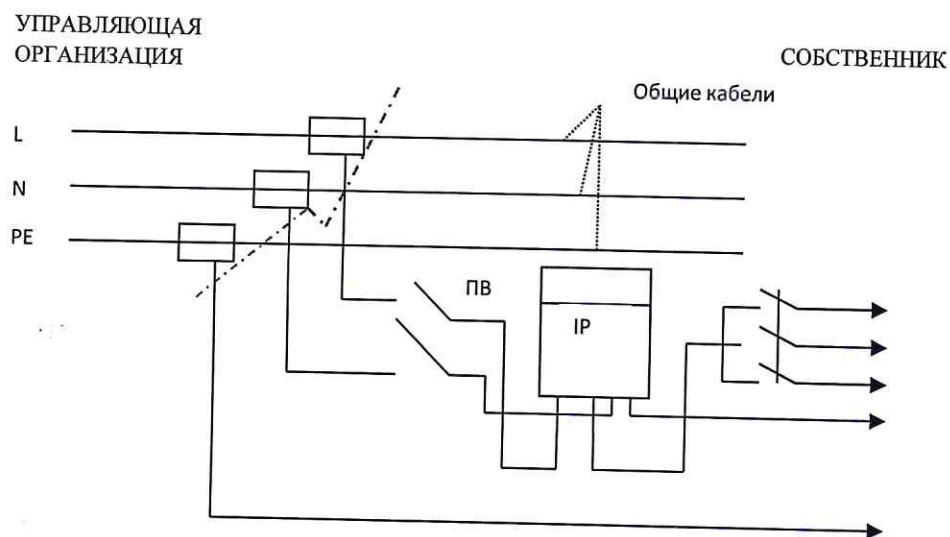 УПРАВЛЯЮЩАЯ
ОРГАНИЗАЦИЯ
СОБСТВЕННИК
Общие кабели
L
N
PE
ПВ
IP